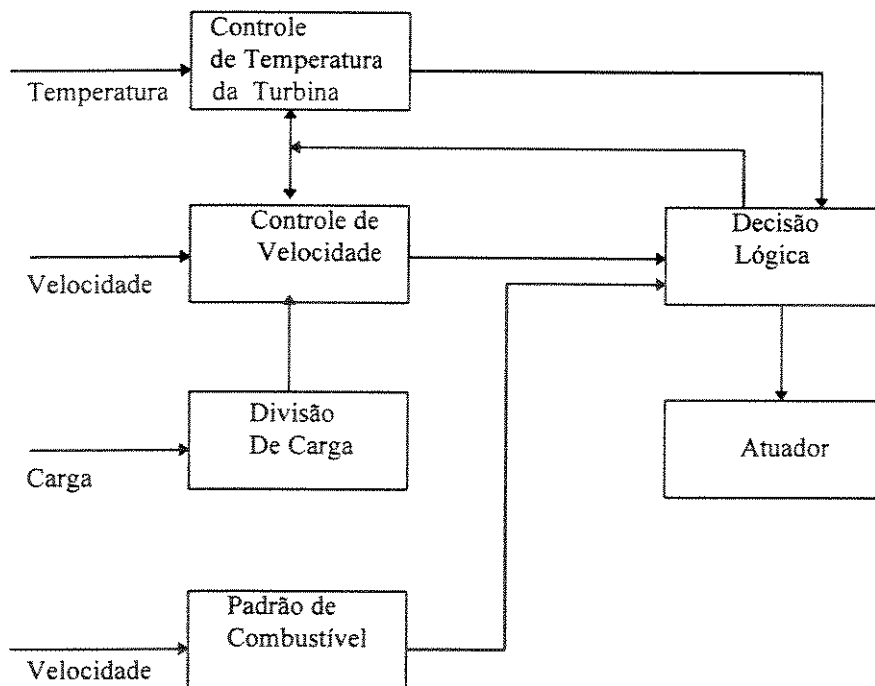 Controle
de Temperatura
da Turbina
Temperatura
Controle de
Velocidade
Velocidade
Decisão
Lógica
Divisão
De Carga
Carga
Atuador
Padrão de
Combustível
Velocidade